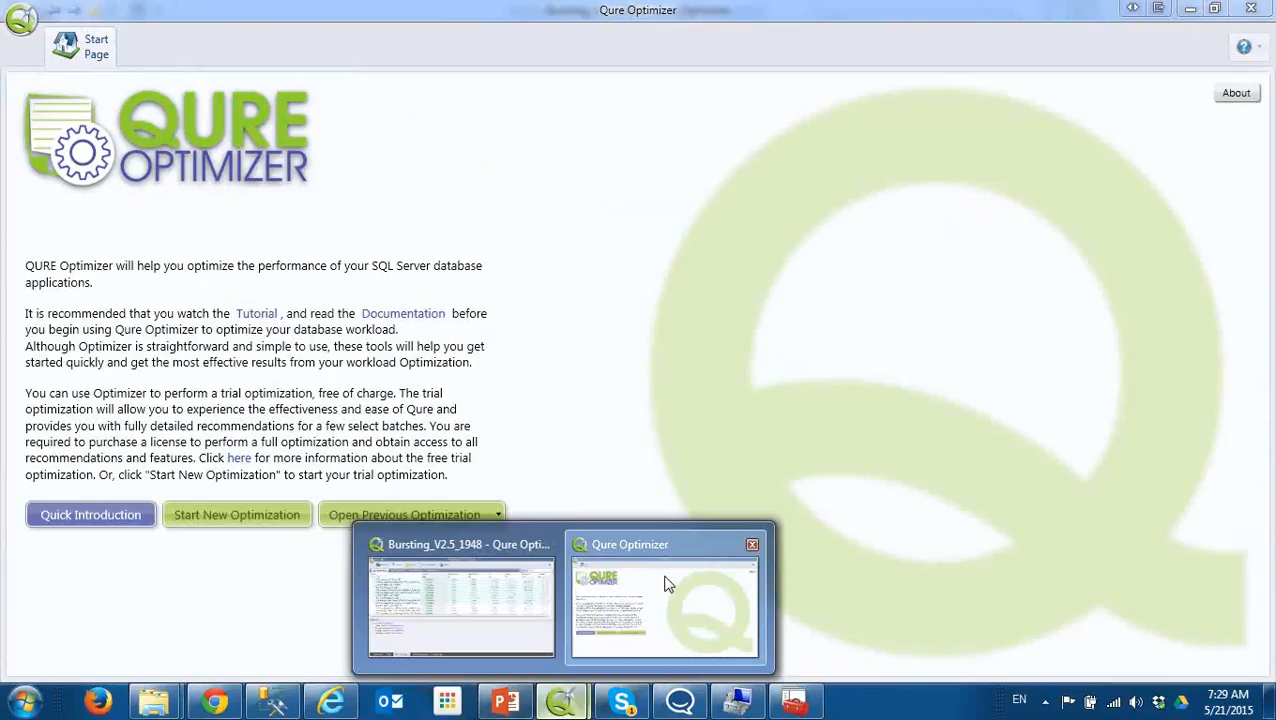 Qure Optimizer
Start
Page
About
QURE
OPTIMIZER
QURE Optimizer will help you optimize the performance of your SQL Server database
applications.
It is recommended that you watch the Tutorial , and read the Documentation before
you begin using Qure Optimizer to optimize your database workload.
Although Optimizer is straightforward and simple to use, these tools will help you get
started quickly and get the most effective results from your workload Optimization.
You can use Optimizer to perform a trial optimization, free of charge. The trial
optimization will allow you to experience the effectiveness and ease of Qure and
provides you with fully detailed recommendations for a few select batches. You are
required to purchase a license to perform a full optimization and obtain access to all
recommendations and features. Click here for more information about the free trial
optimization. Or, click "Start New Optimization" to start your trial optimization.
Quick Introduction
Start New Optimization
Open Previous Optimization
Bursting_V2.5_1948 - Qure Opti...
Qure Optimizer
EN
7:29 AM
5/21/2015